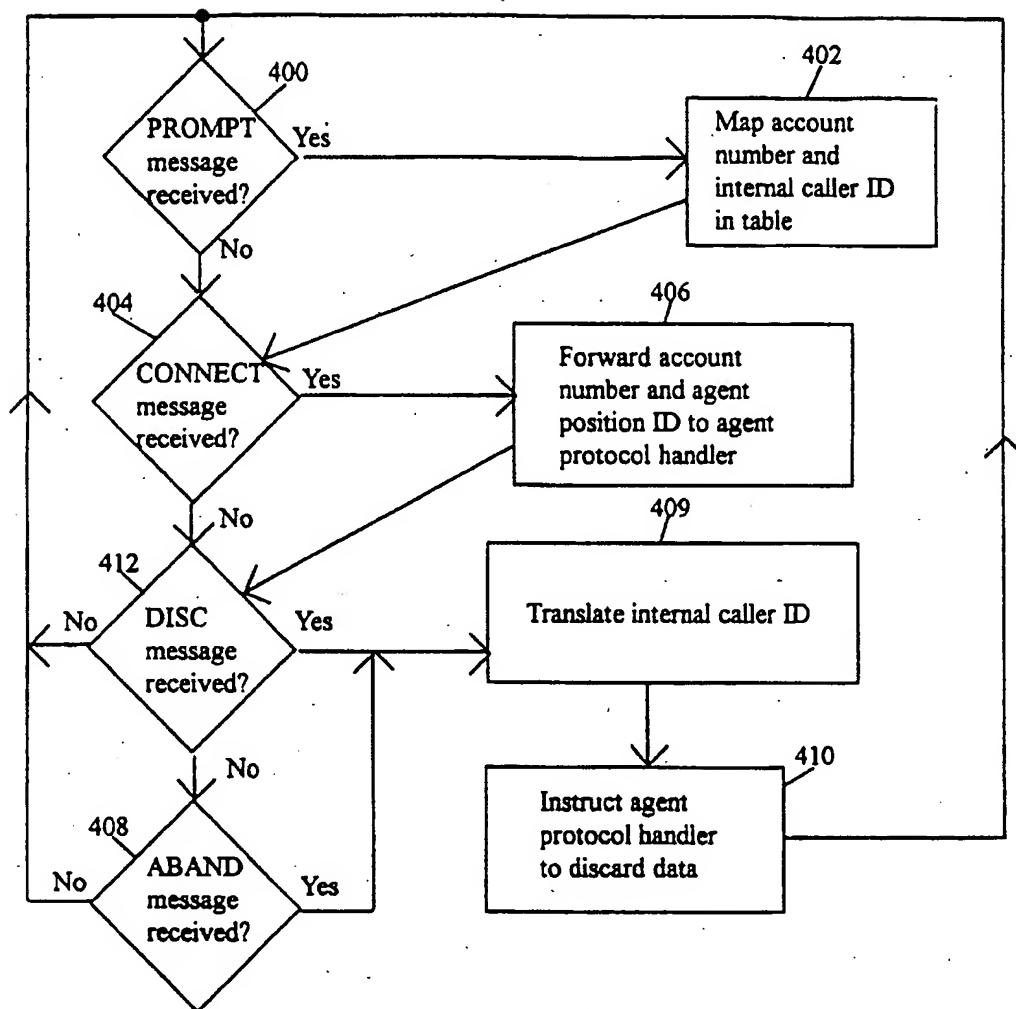 400
PROMPT
message
received?
Yes
No
402
Map account
number and
internal caller ID
in table
404
CONNECT
message
received?
Yes
No
406
Forward account
number and agent
position ID to agent
protocol handler
412
DISC
message
received?
No
Yes
No
409
Translate internal caller ID
410
Instruct agent
protocol handler
to discard data
408
ABAND
message
received?
No
Yes